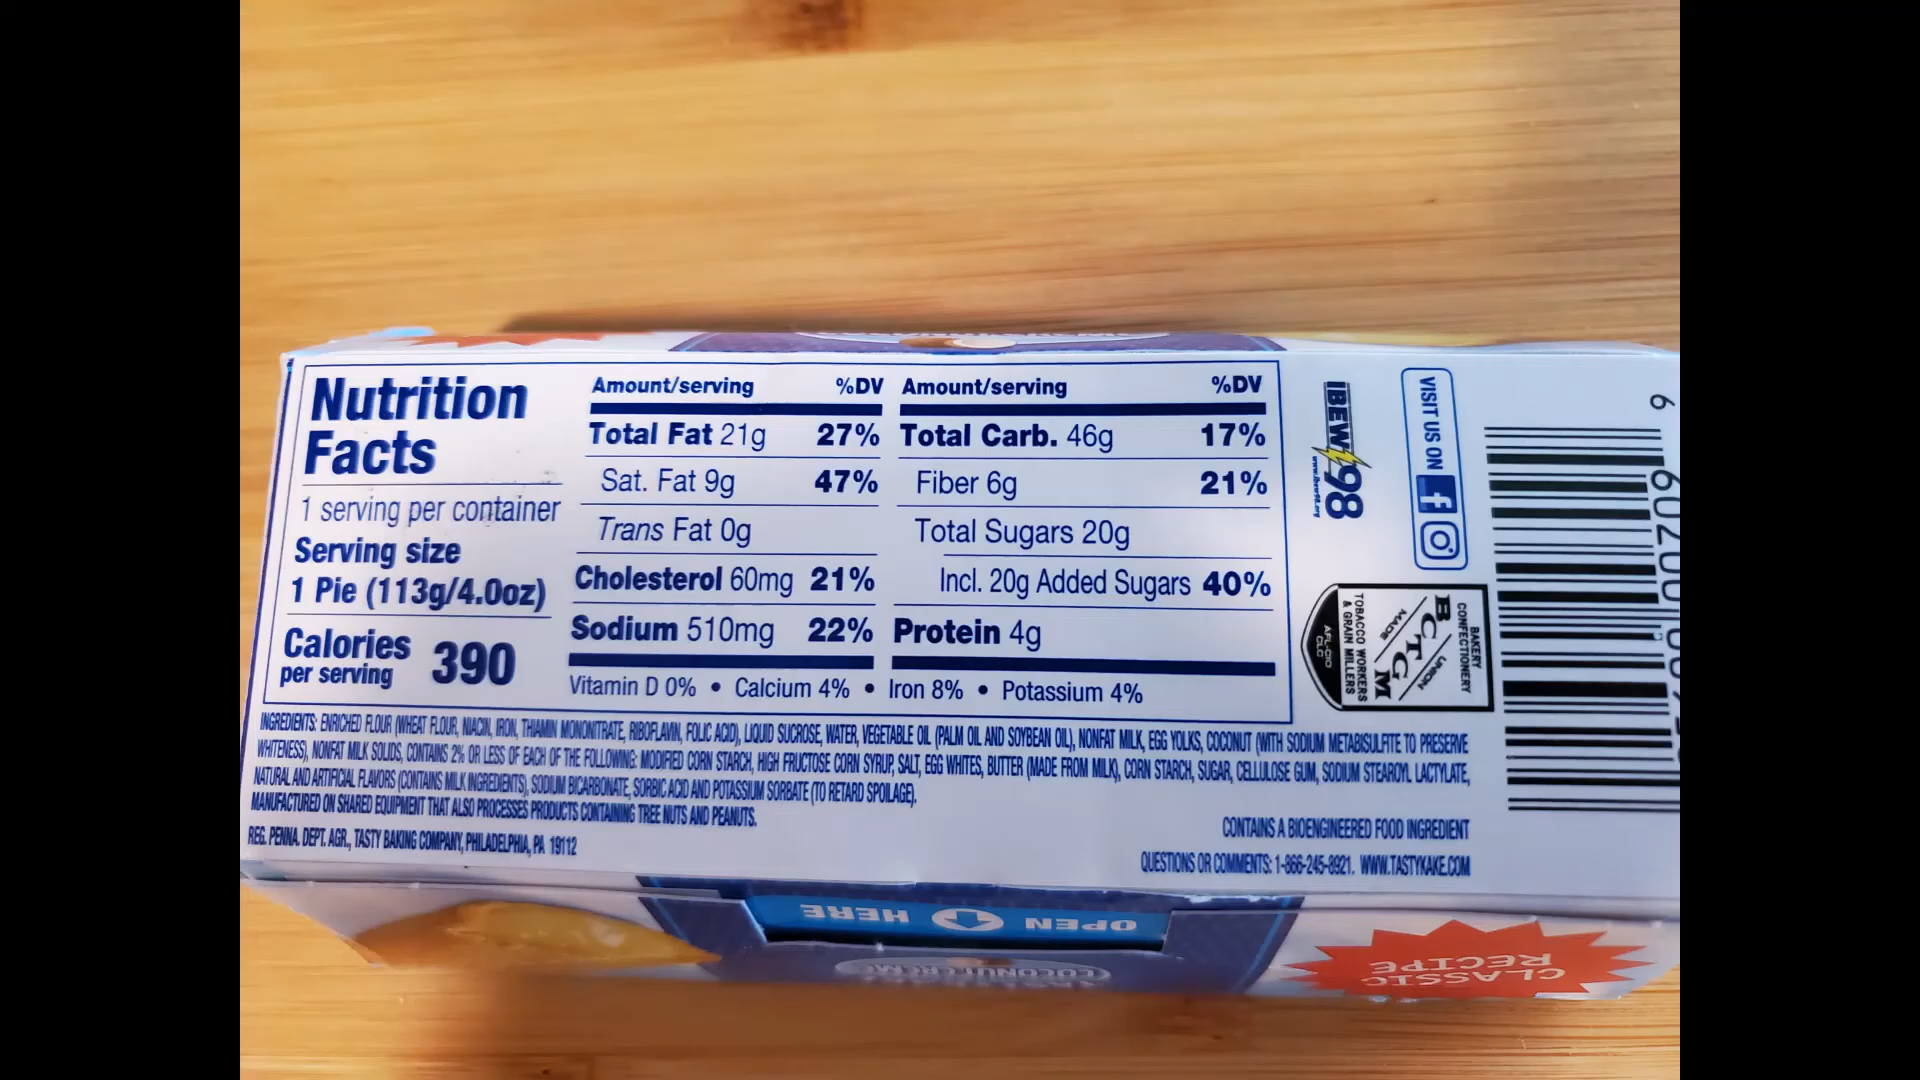 Nutrition
Facts
1 serving per container
Serving size
1 Pie (113g/4.0oz)
Calories
per serving 390
Amount/serving %DV
Total Fat 21g 27%
Sat. Fat 9g 47%
Trans Fat 0g
Cholesterol 60mg 21%
Sodium 510mg 22%
Amount/serving %DV
Total Carb. 46g 17%
Fiber 6g 21%
Total Sugars 20g
Incl. 20g Added Sugars 40%
Protein 4g
Vitamin D 0% • Calcium 4% • Iron 8% • Potassium 4%
INGREDIENTS: ENRICHED FLOUR (WHEAT FLOUR, NIACIN, IRON, THIAMIN MONONITRATE, RIBOFLAVIN, FOLIC ACID), LIQUID SUCROSE, WATER, VEGETABLE OIL (PALM OIL AND SOYBEAN OIL), NONFAT MILK, EGG YOLKS, COCONUT (WITH SODIUM METABISULFITE TO PRESERVE
WHITENESS), NONFAT MILK SOLIDS, CONTAINS 2% OR LESS OF EACH OF THE FOLLOWING: MODIFIED CORN STARCH, HIGH FRUCTOSE CORN SYRUP, SALT, EGG WHITES, BUTTER (MADE FROM MILK), CORN STARCH, SUGAR, CELLULOSE GUM, SODIUM STEAROYL LACTYLATE,
NATURAL AND ARTIFICIAL FLAVORS (CONTAINS MILK INGREDIENTS), SODIUM BICARBONATE, SORBIC ACID AND POTASSIUM SORBATE (TO RETARD SPOILAGE).
MANUFACTURED ON SHARED EQUIPMENT THAT ALSO PROCESSES PRODUCTS CONTAINING TREE NUTS AND PEANUTS.
REG. PENNA. DEPT. AGR., TASTY BAKING COMPANY, PHILADELPHIA, PA 19112
CONTAINS A BIOENGINEERED FOOD INGREDIENT
QUESTIONS OR COMMENTS: 1-866-245-8921. WWW.TASTYKAKE.COM
IBEW 98
www.ibew98.org
VISIT US ON
BAKERY
CONFECTIONERY
BCTGM
UNION
MADE
TOBACCO WORKERS
& GRAIN MILLERS
AFL-CIO
CLC
OPEN HERE
COCONUT CREME
CLASSIC
RECIPE